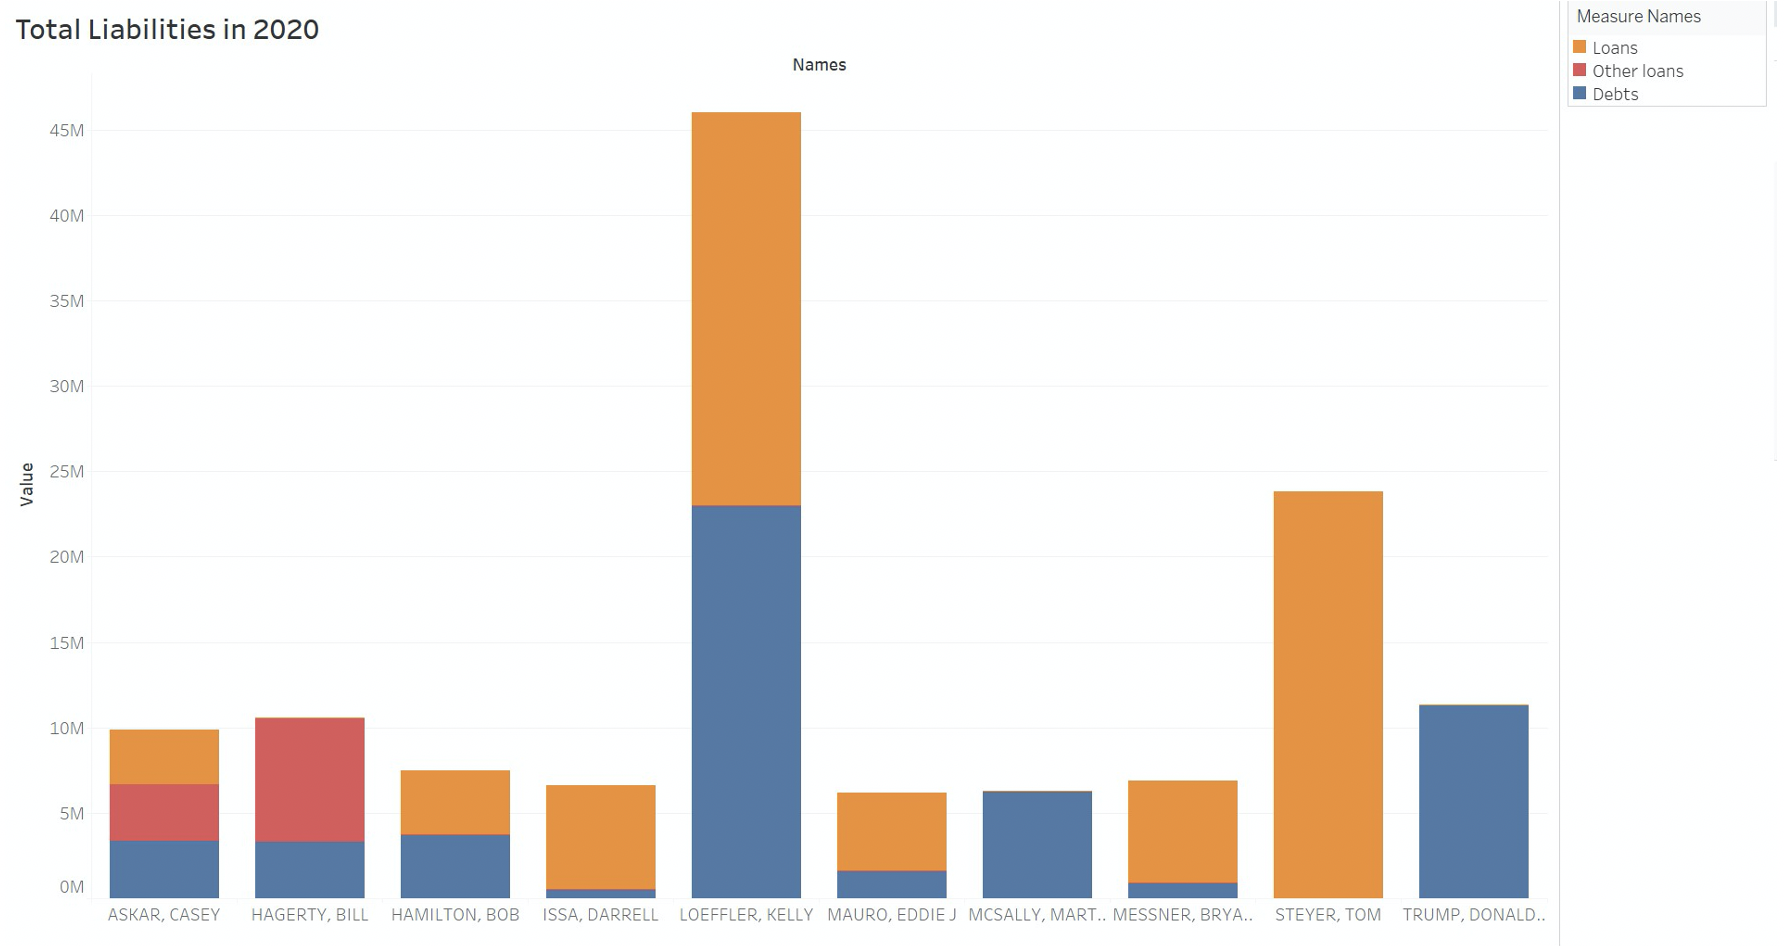 Total Liabilities in 2020
Names
Measure Names
Loans
Other loans
Debts
Value
45M
40M
35M
30M
25M
20M
15M
10M
5M
0M
ASKAR, CASEY
HAGERTY, BILL
HAMILTON, BOB
ISSA, DARRELL
LOEFFLER, KELLY
MAURO, EDDIE J
MCSALLY, MART..
MESSNER, BRYA..
STEYER, TOM
TRUMP, DONALD..